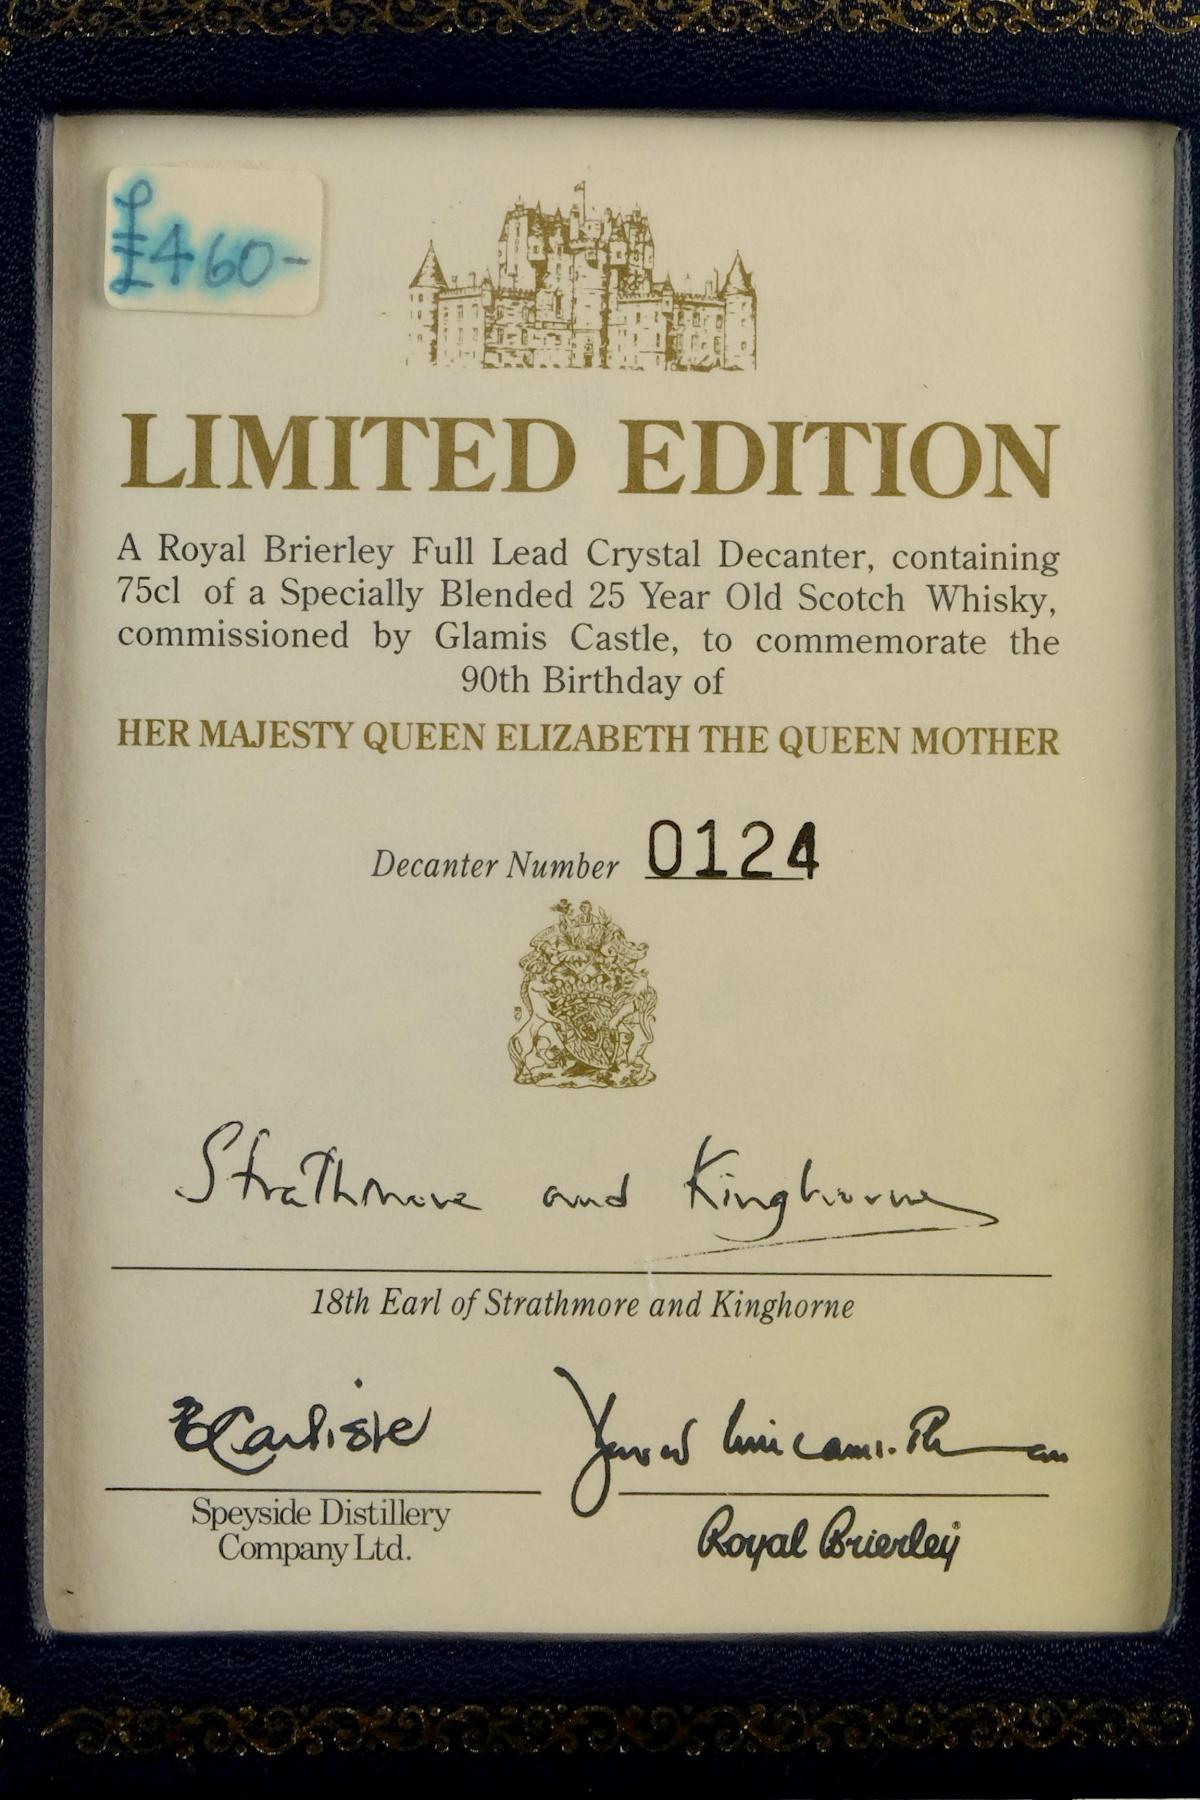 £460-
LIMITED EDITION
A Royal Brierley Full Lead Crystal Decanter, containing
75cl of a Specially Blended 25 Year Old Scotch Whisky,
commissioned by Glamis Castle, to commemorate the
90th Birthday of
HER MAJESTY QUEEN ELIZABETH THE QUEEN MOTHER
Decanter Number 0124
Strathmore and Kinghorne
18th Earl of Strathmore and Kinghorne
Carlisle
Speyside Distillery
Company Ltd.
Royal Brierley®